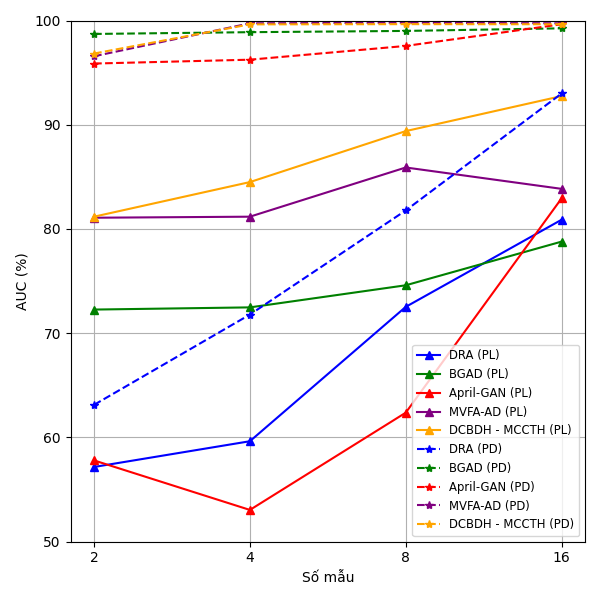 100
90
80
70
60
50
AUC (%)
2
4
8
16
Số mẫu
DRA (PL)
BGAD (PL)
April-GAN (PL)
MVFA-AD (PL)
DCBDH - MCCTH (PL)
DRA (PD)
BGAD (PD)
April-GAN (PD)
MVFA-AD (PD)
DCBDH - MCCTH (PD)